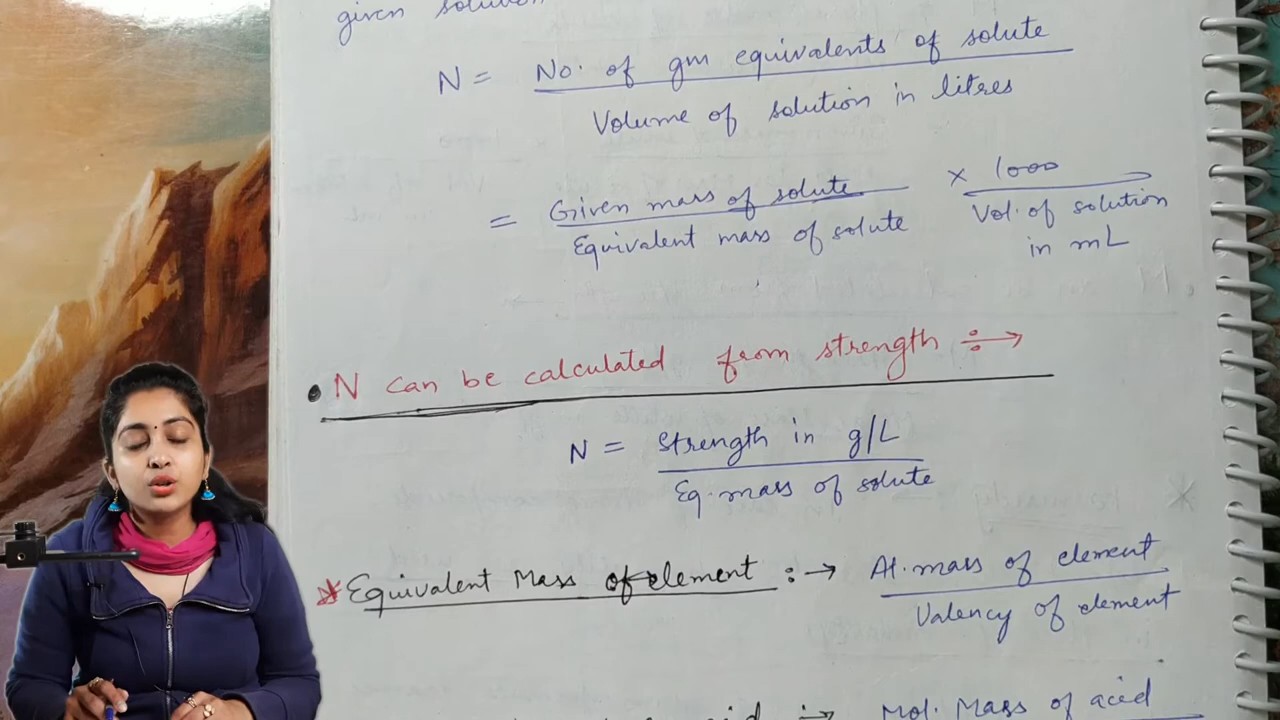 given solution
N = No. of gm equivalents of solute
Volume of solution in litres
= Given mass of solute × 1000
Equivalent mass of solute Vol. of solution
in mL
• N can be calculated from strength ÷→
N = Strength in g/L
Eq. mass of solute
* Equivalent Mass of element :→ At. mass of element
Valency of element
:→ Mol. Mass of acid